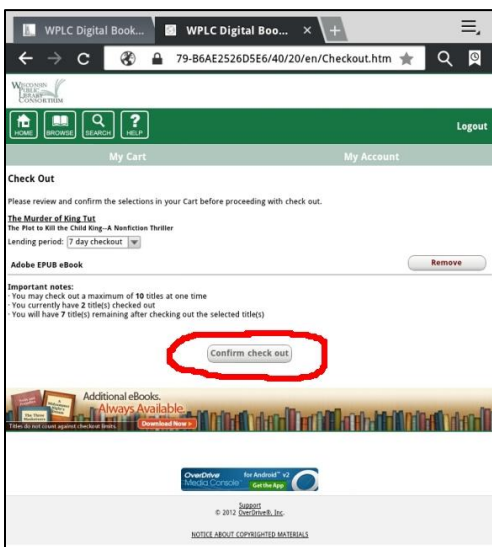 WPLC Digital Book...
WPLC Digital Boo...
79-B6AE2526D5E6/40/20/en/Checkout.htm
WISCONSIN
PUBLIC
LIBRARY
CONSORTIUM
HOME
BROWSE
SEARCH
HELP
Logout
My Cart
My Account
Check Out
Please review and confirm the selections in your Cart before proceeding with check out.
The Murder of King Tut
The Plot to Kill the Child King--A Nonfiction Thriller
Lending period: 7 day checkout
Adobe EPUB eBook
Remove
Important notes:
· You may check out a maximum of 10 titles at one time
· You currently have 2 title(s) checked out
· You will have 7 title(s) remaining after checking out the selected title(s)
Confirm check out
Additional eBooks.
Always Available.
Titles do not count against checkout limits.
Download Now >
OverDrive for Android™ v2
Media Console™ Get the App
Support
© 2012 OverDrive®, Inc.
NOTICE ABOUT COPYRIGHTED MATERIALS